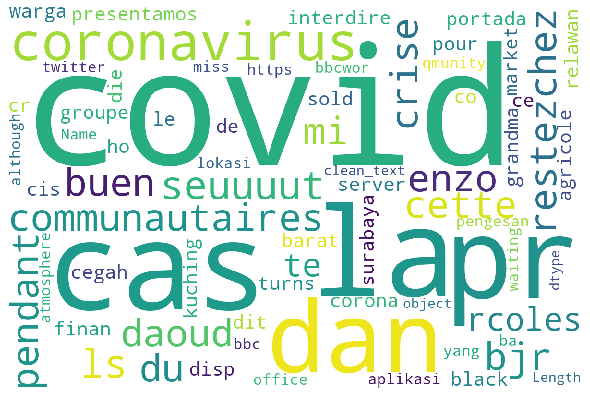 warga presentamos interdire portada
coronavirus crise cr
twitter miss https bbcwor qmunity
covid
die groupe le de sold mi co ce
Name ho
although
lokasi clean_text
cis buen seuuuut server enzo
restezchez grandma market agricole relawan
communautaires cette
surabaya
pengesan
cas lapr
pendant atmosphere
cegah kuching te barat
turns corona object
waiting dtype
finan daoud dit dan rcoles
ls du disp bbc yang ba bjr
office aplikasi black Length